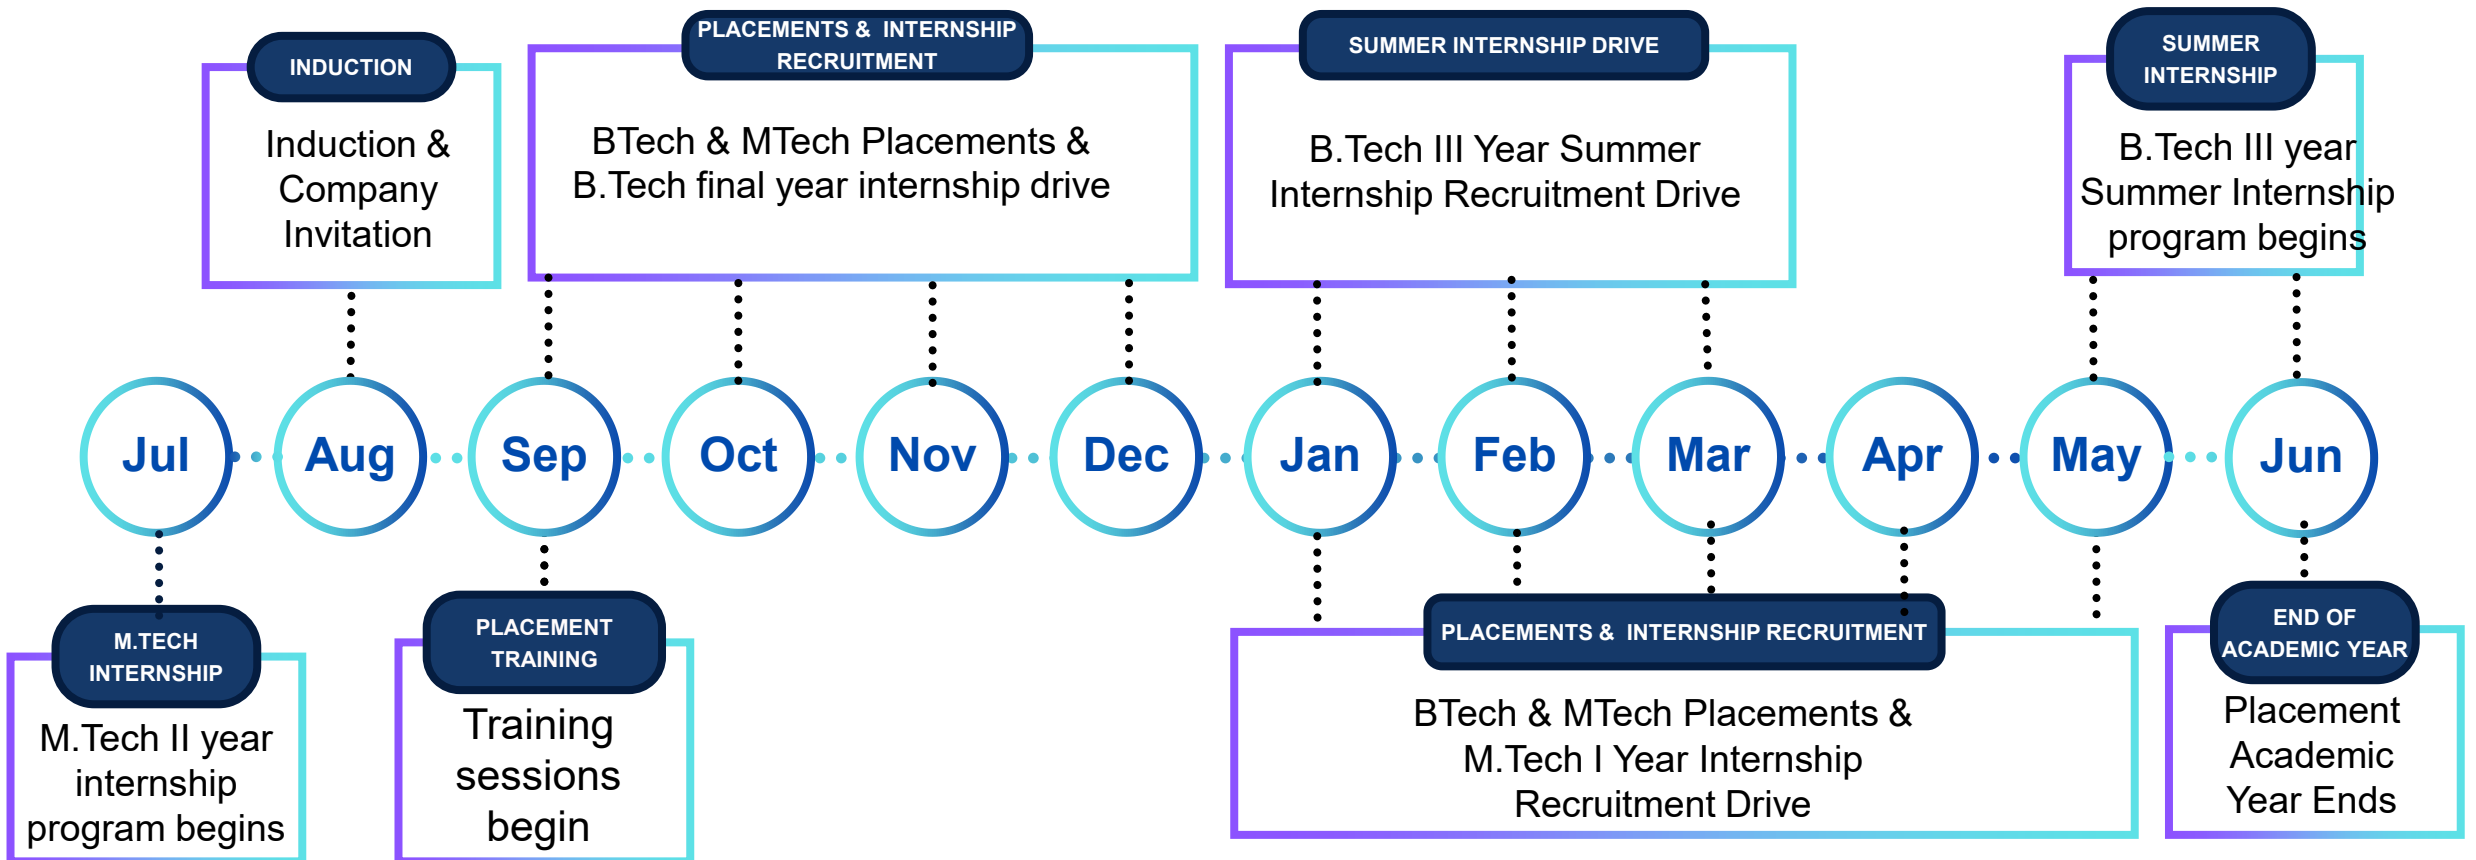 INDUCTION
Induction &
Company
Invitation
PLACEMENTS & INTERNSHIP
RECRUITMENT
BTech & MTech Placements &
B.Tech final year internship drive
SUMMER INTERNSHIP DRIVE
B.Tech III Year Summer
Internship Recruitment Drive
SUMMER
INTERNSHIP
B.Tech III year
Summer Internship
program begins
Jul
Aug
Sep
Oct
Nov
Dec
Jan
Feb
Mar
Apr
May
Jun
M.TECH
INTERNSHIP
M.Tech II year
internship
program begins
PLACEMENT
TRAINING
Training
sessions
begin
PLACEMENTS & INTERNSHIP RECRUITMENT
BTech & MTech Placements &
M.Tech I Year Internship
Recruitment Drive
END OF
ACADEMIC YEAR
Placement
Academic
Year Ends